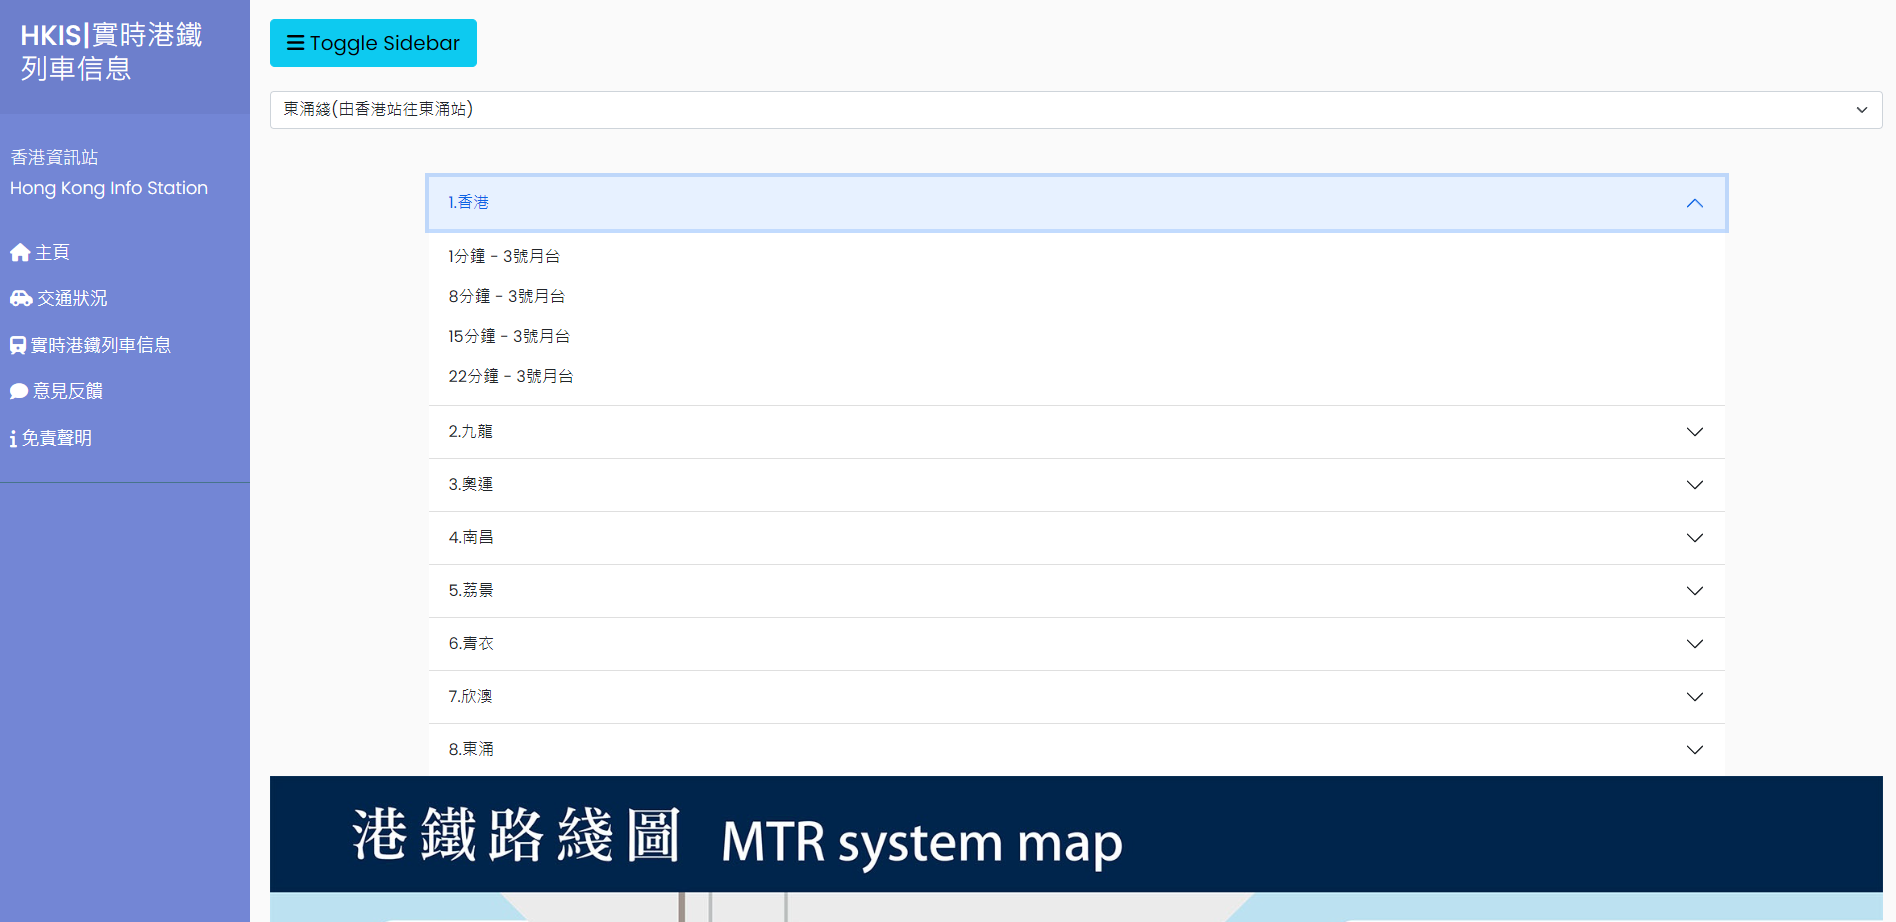 HKIS|實時港鐵
列車信息
香港資訊站
Hong Kong Info Station
主頁
交通狀況
實時港鐵列車信息
意見反饋
免責聲明
Toggle Sidebar
東涌綫(由香港站往東涌站)
1.香港
1分鐘 - 3號月台
8分鐘 - 3號月台
15分鐘 - 3號月台
22分鐘 - 3號月台
2.九龍
3.奧運
4.南昌
5.荔景
6.青衣
7.欣澳
8.東涌
港鐵路綫圖 MTR system map